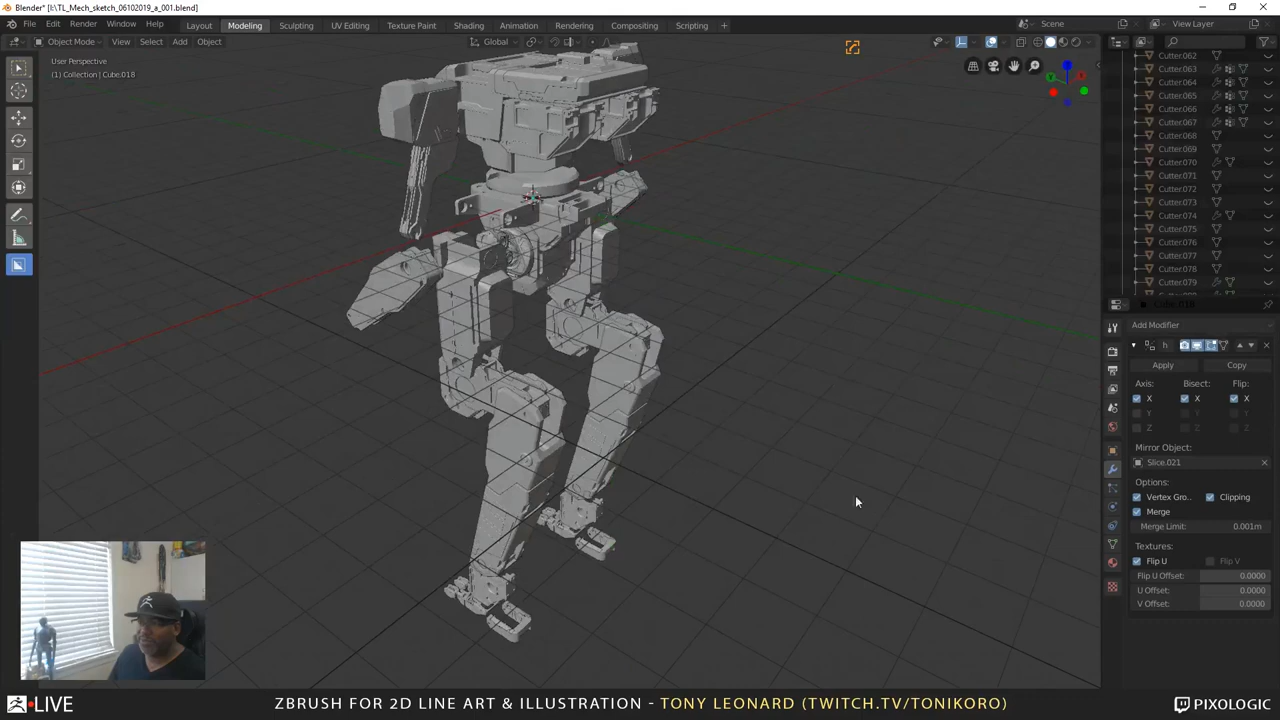 Blender* [I:\TL_Mech_sketch_06102019_a_001.blend]
File Edit Render Window Help Layout Modeling Sculpting UV Editing Texture Paint Shading Animation Rendering Compositing Scripting + Scene View Layer
Object Mode View Select Add Object Global
User Perspective
(1) Collection | Cube.018
Cutter.062
Cutter.063
Cutter.064
Cutter.065
Cutter.066
Cutter.067
Cutter.068
Cutter.069
Cutter.070
Cutter.071
Cutter.072
Cutter.073
Cutter.074
Cutter.075
Cutter.076
Cutter.077
Cutter.078
Cutter.079
Cube.018
Add Modifier
h
Apply Copy
Axis: Bisect: Flip:
X X X
Y Y Y
Z Z Z
Mirror Object:
Slice.021
Options:
Vertex Gro.. Clipping
Merge
Merge Limit: 0.001m
Textures:
Flip U Flip V
Flip U Offset: 0.0000
U Offset: 0.0000
V Offset: 0.0000
LIVE ZBRUSH FOR 2D LINE ART & ILLUSTRATION - TONY LEONARD (TWITCH.TV/TONIKORO) PIXOLOGIC